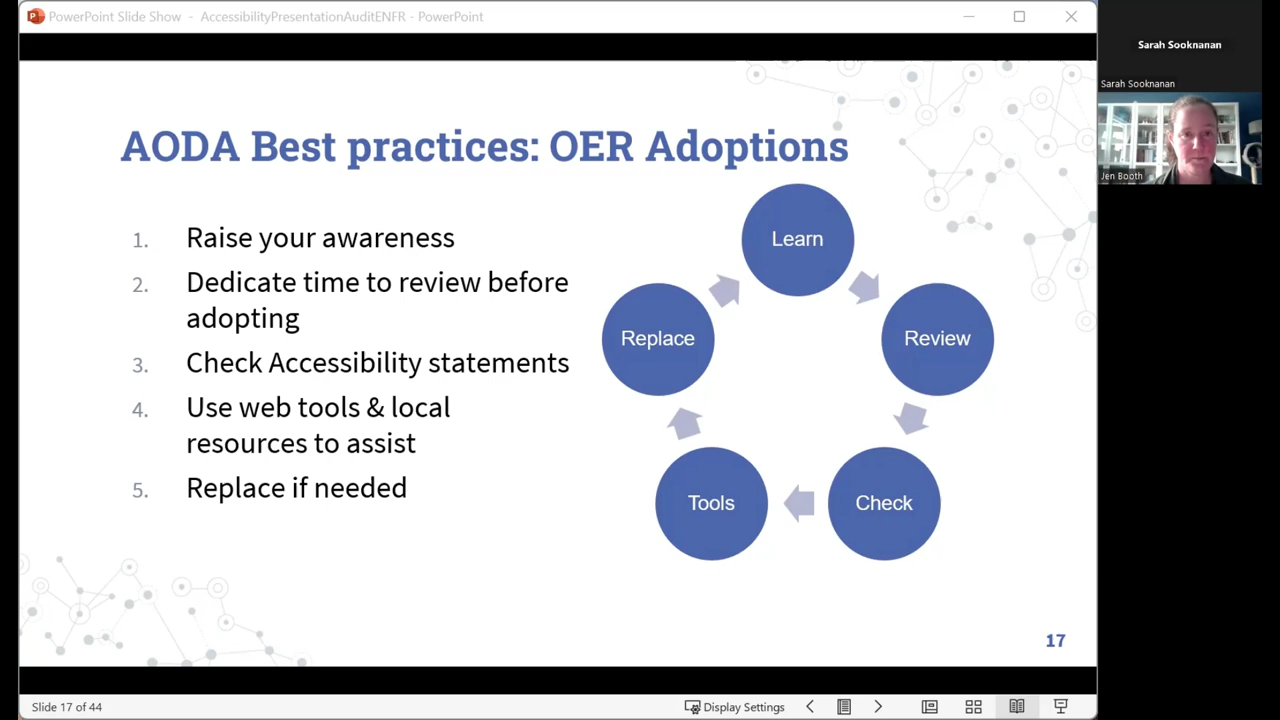 PowerPoint Slide Show - AccessibilityPresentationAuditENFR - PowerPoint
Sarah Sooknanan
Sarah Sooknanan
Jen Booth
AODA Best practices: OER Adoptions
1. Raise your awareness
2. Dedicate time to review before
adopting
3. Check Accessibility statements
4. Use web tools & local
resources to assist
5. Replace if needed
Learn
Review
Check
Tools
Replace
17
Slide 17 of 44
Display Settings